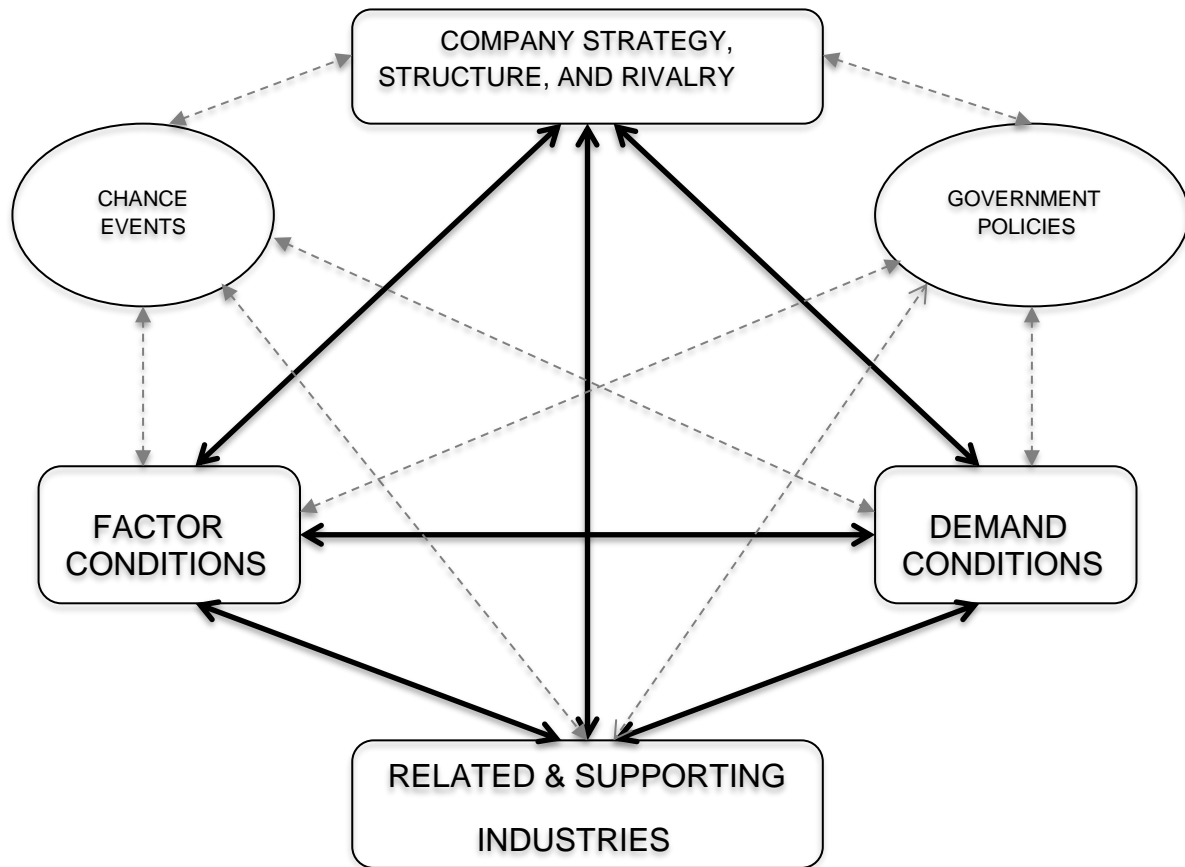 COMPANY STRATEGY,
STRUCTURE, AND RIVALRY
CHANCE
EVENTS
GOVERNMENT
POLICIES
FACTOR
CONDITIONS
DEMAND
CONDITIONS
RELATED & SUPPORTING
INDUSTRIES